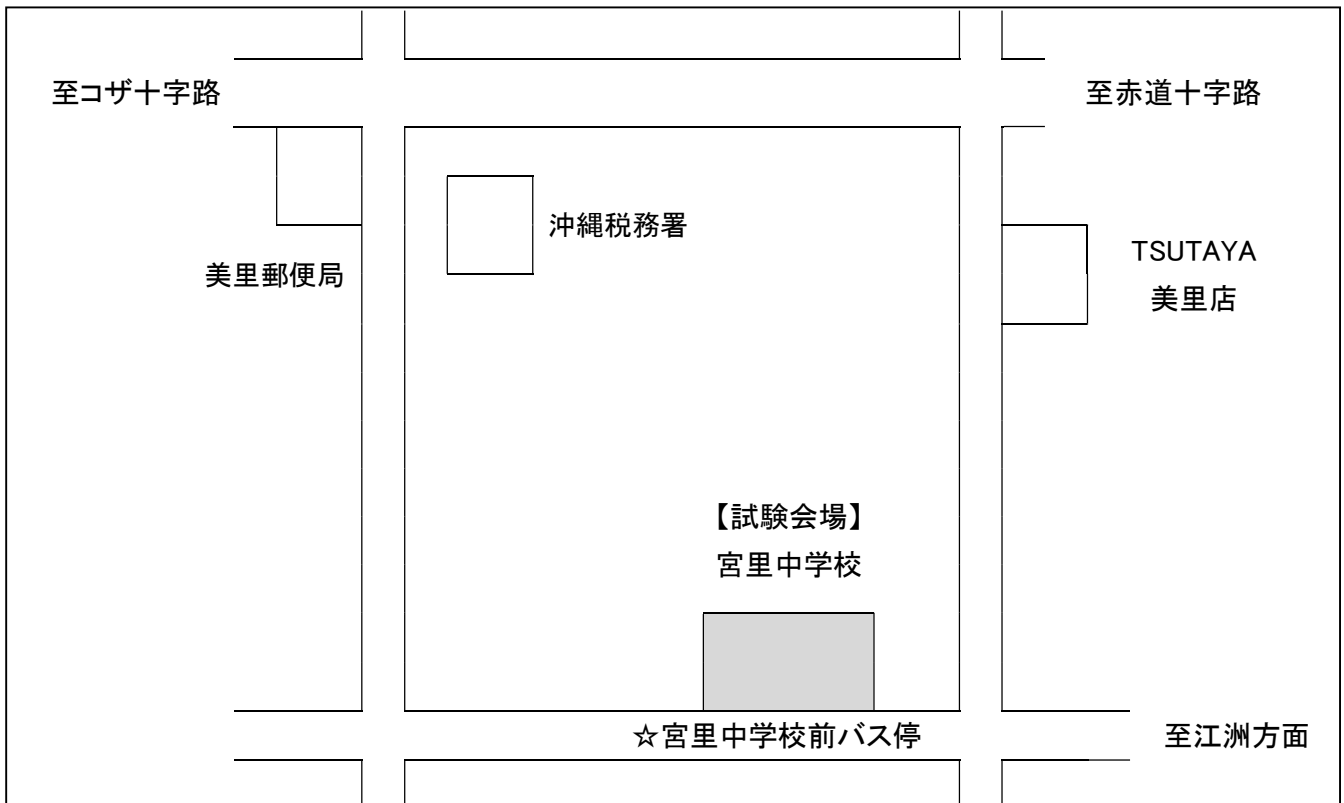 至コザ十字路
至赤道十字路
沖縄税務署
美里郵便局
TSUTAYA
美里店
【試験会場】
宮里中学校
☆宮里中学校前バス停
至江洲方面